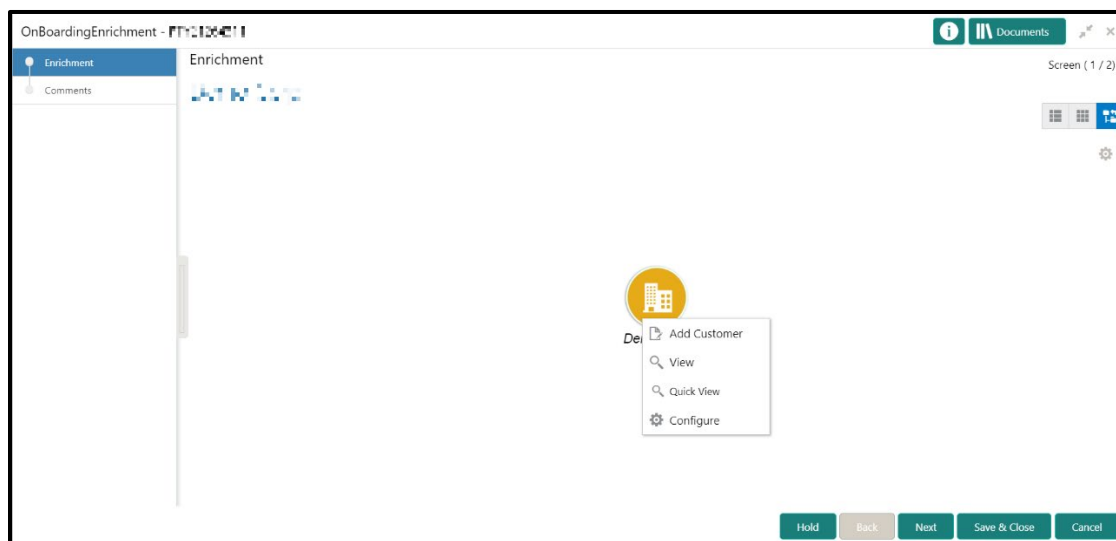 OnBoardingEnrichment -
Documents
Enrichment
Comments
Enrichment
Screen ( 1 / 2)
Add Customer
View
Quick View
Configure
Hold
Back
Next
Save & Close
Cancel